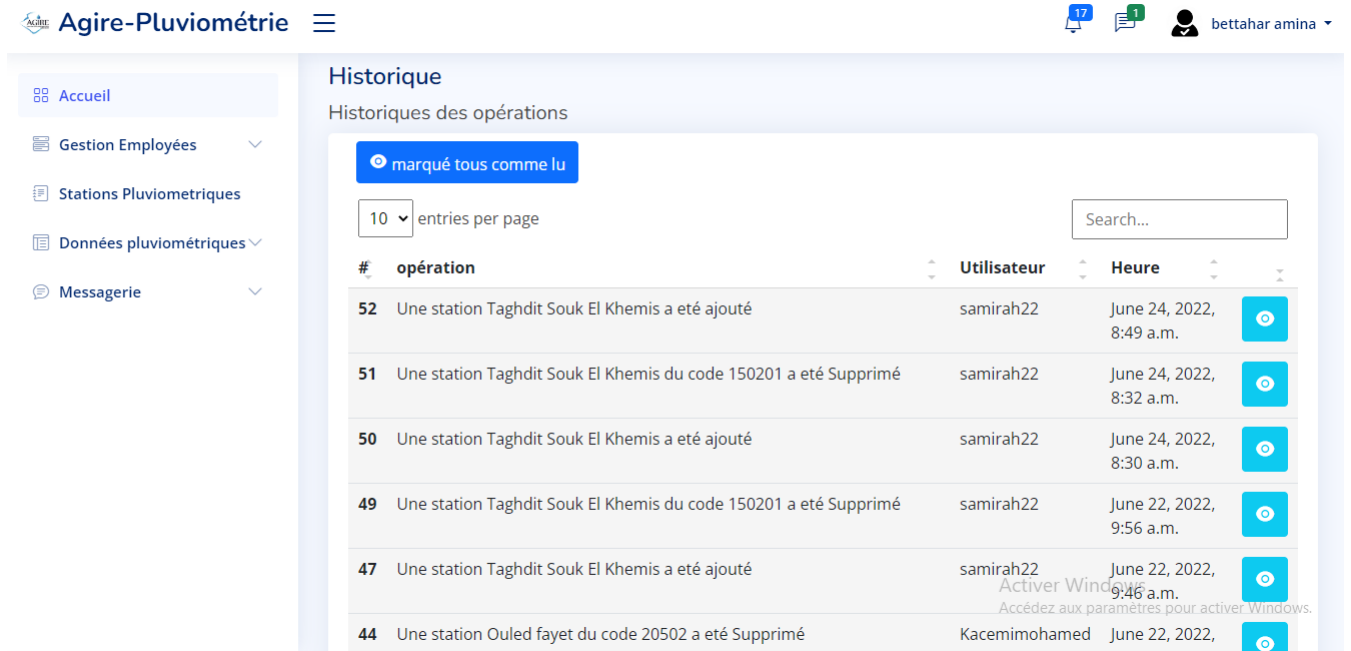 AGIRE
Agire-Pluviométrie
17
1
bettahar amina
Accueil
Gestion Employées
Stations Pluviometriques
Données pluviométriques
Messagerie
Historique
Historiques des opérations
marqué tous comme lu
10 entries per page
Search...
# opération Utilisateur Heure
52 Une station Taghdit Souk El Khemis a eté ajouté samirah22 June 24, 2022,
8:49 a.m.
51 Une station Taghdit Souk El Khemis du code 150201 a eté Supprimé samirah22 June 24, 2022,
8:32 a.m.
50 Une station Taghdit Souk El Khemis a eté ajouté samirah22 June 24, 2022,
8:30 a.m.
49 Une station Taghdit Souk El Khemis du code 150201 a eté Supprimé samirah22 June 22, 2022,
9:56 a.m.
47 Une station Taghdit Souk El Khemis a eté ajouté samirah22 June 22, 2022,
9:46 a.m.
Activer Windows
Accédez aux paramètres pour activer Windows.
44 Une station Ouled fayet du code 20502 a eté Supprimé Kacemimohamed June 22, 2022,